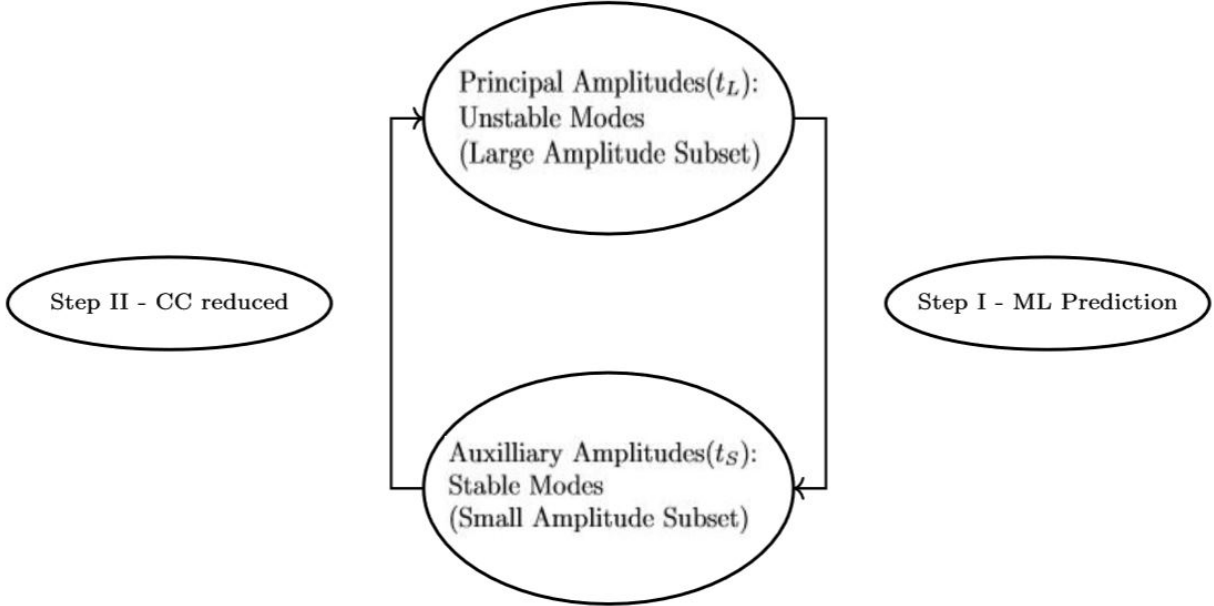 Principal Amplitudes(t_L):
Unstable Modes
(Large Amplitude Subset)
Step II - CC reduced
Step I - ML Prediction
Auxilliary Amplitudes(t_S):
Stable Modes
(Small Amplitude Subset)